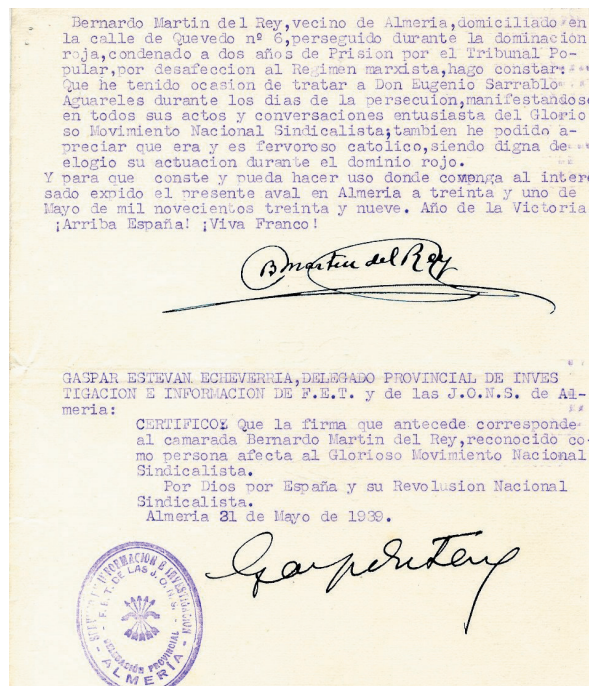 Bernardo Martin del Rey,vecino de Almeria,domiciliado en
la calle de Quevedo nº 6,perseguido durante la dominación
roja,condenado a dos años de Prision por el Tribunal Po-
pular,por desafeccion al Regimen marxista,hago constar:
Que he tenido ocasion de tratar a Don Eugenio Sarrablo
Aguareles durante los dias de la persecuion,manifestandose
en todos sus actos y conversaciones entusiasta del Glorio
so Movimiento Nacional Sindicalista;tambien he podido a-
preciar que era y es fervoroso catolico,siendo digna de
elogio su actuacion durante el dominio rojo.
Y para que conste y pueda hacer uso donde convenga al inter
sado expido el presente aval en Almeria a treinta y uno de
Mayo de mil novecientos treinta y nueve. Año de la Victoria
¡Arriba España! ¡Viva Franco!
B Martin del Rey
GASPAR ESTEVAN ECHEVERRIA,DELEGADO PROVINCIAL DE INVES
TIGACION E INFORMACION DE F.E.T. y de las J.O.N.S. de Al-
meria:
CERTIFICO: Que la firma que antecede corresponde
al camarada Bernardo Martin del Rey,reconocido co-
mo persona afecta al Glorioso Movimiento Nacional
Sindicalista.
Por Dios por España y su Revolusion Nacional
Sindicalista.
Almeria 31 de Mayo de 1939.
INFORMACION E INVESTIGACION
F.E.T. DE LAS J.O.N.S.
DELEGACIÓN PROVINCIAL
ALMERÍA